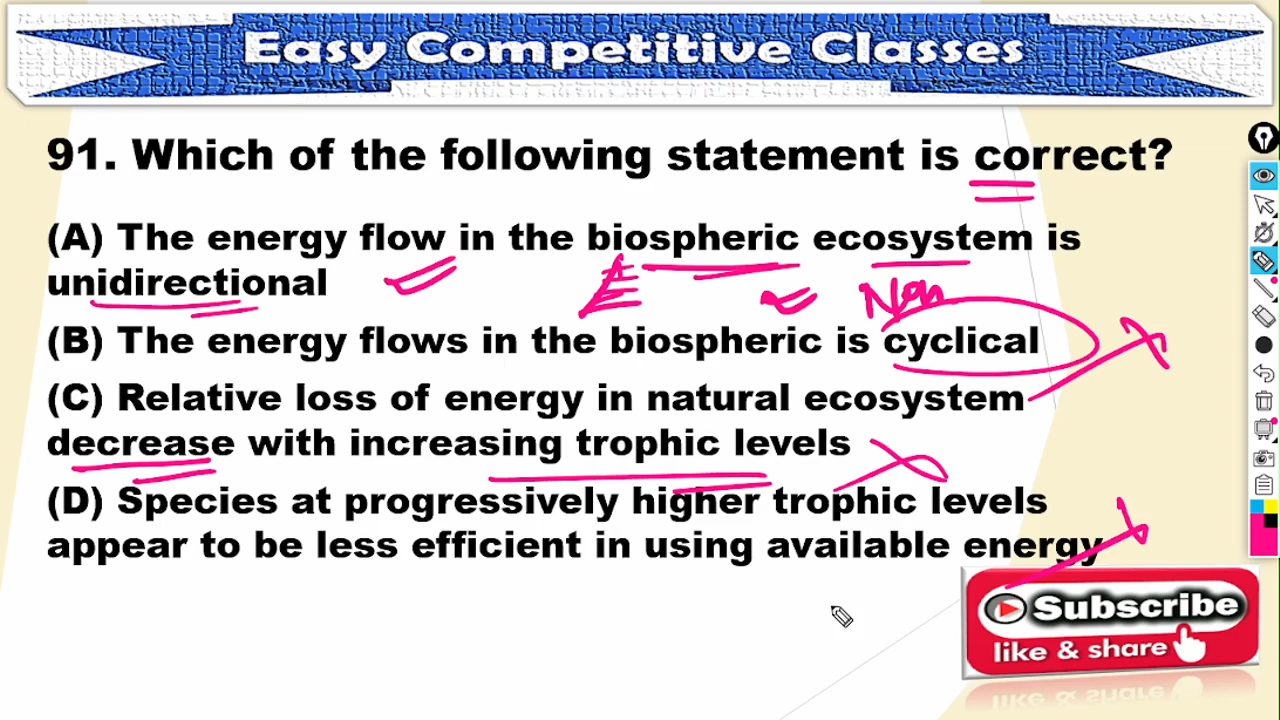 Easy Competitive Classes
91. Which of the following statement is correct?
(A) The energy flow in the biospheric ecosystem is
unidirectional
Non
(B) The energy flows in the biospheric is cyclical
(C) Relative loss of energy in natural ecosystem
decrease with increasing trophic levels
(D) Species at progressively higher trophic levels
appear to be less efficient in using available energy
Subscribe
like & share